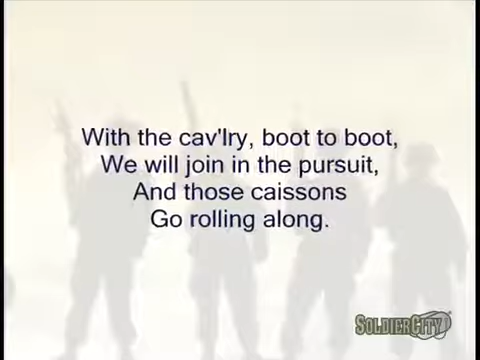 With the cav'lry, boot to boot,
We will join in the pursuit,
And those caissons
Go rolling along.
SOLDIERCITY